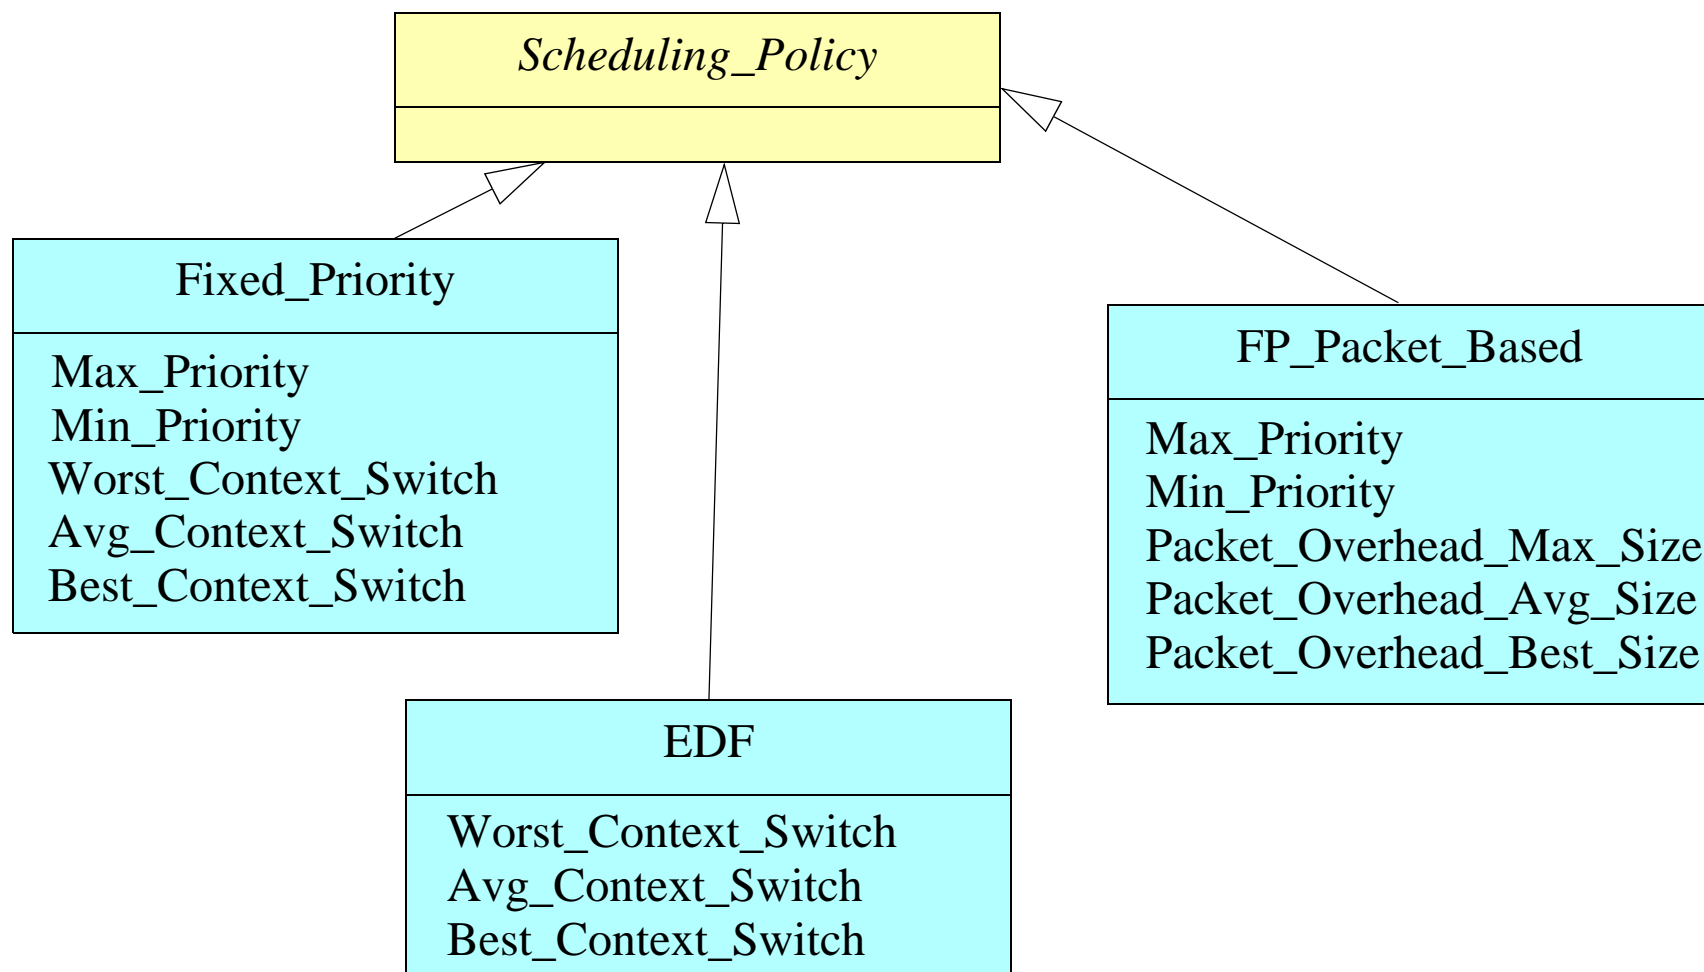 Scheduling_Policy
Fixed_Priority
Max_Priority
Min_Priority
Worst_Context_Switch
Avg_Context_Switch
Best_Context_Switch
FP_Packet_Based
Max_Priority
Min_Priority
Packet_Overhead_Max_Size
Packet_Overhead_Avg_Size
Packet_Overhead_Best_Size
EDF
Worst_Context_Switch
Avg_Context_Switch
Best_Context_Switch